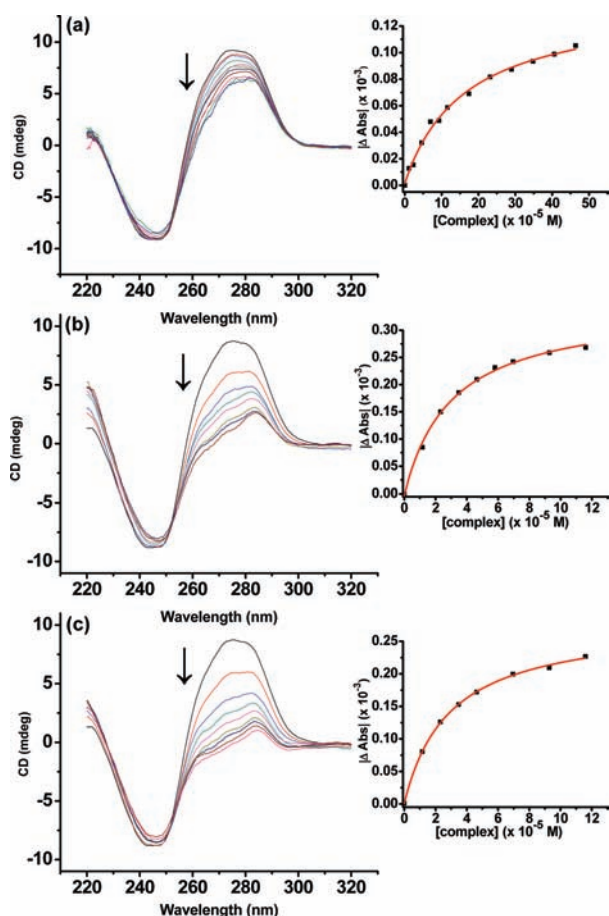 (a)
10
5
0
-5
-10
CD (mdeg)
220 240 260 280 300 320
Wavelength (nm)
0.12
0.10
0.08
0.06
0.04
0.02
0.00
|Δ Abs| (x 10⁻³)
0 10 20 30 40 50
[Complex] (x 10⁻⁵ M)
(b)
10
5
0
-5
-10
CD (mdeg)
220 240 260 280 300 320
Wavelength (nm)
0.30
0.25
0.20
0.15
0.10
0.05
0.00
|Δ Abs| (x 10⁻³)
0 2 4 6 8 10 12
[complex] (x 10⁻⁵ M)
(c)
10
5
0
-5
-10
CD (mdeg)
220 240 260 280 300 320
Wavelength (nm)
0.25
0.20
0.15
0.10
0.05
0.00
|Δ Abs| (x 10⁻³)
0 2 4 6 8 10 12
[complex] (x 10⁻⁵ M)